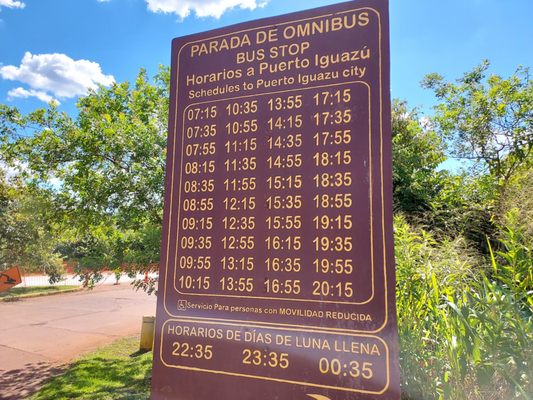 PARADA DE OMNIBUS
BUS STOP
Horarios a Puerto Iguazú
Schedules to Puerto Iguazu city
07:15 10:35 13:55 17:15
07:35 10:55 14:15 17:35
07:55 11:15 14:35 17:55
08:15 11:35 14:55 18:15
08:35 11:55 15:15 18:35
08:55 12:15 15:35 18:55
09:15 12:35 15:55 19:15
09:35 12:55 16:15 19:35
09:55 13:15 16:35 19:55
10:15 13:55 16:55 20:15
Servicio Para personas con MOVILIDAD REDUCIDA
HORARIOS DE DÍAS DE LUNA LLENA
22:35 23:35 00:35